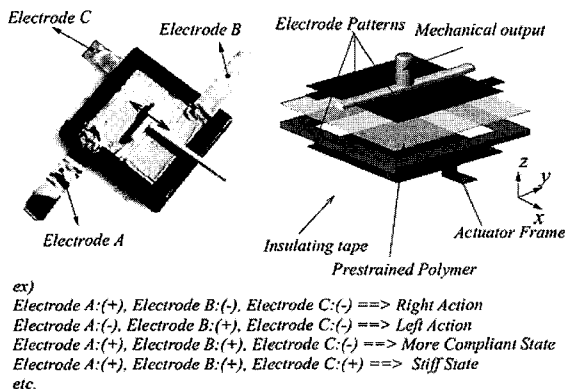 Electrode C
Electrode B
Electrode A
Electrode Patterns
Mechanical output
z
y
x
Actuator Frame
Insulating tape
Prestrained Polymer
ex)
Electrode A:(+), Electrode B:(-), Electrode C:(-) ==> Right Action
Electrode A:(-), Electrode B:(+), Electrode C:(-) ==> Left Action
Electrode A:(+), Electrode B:(+), Electrode C:(-) ==> More Compliant State
Electrode A:(+), Electrode B:(+), Electrode C:(+) ==> Stiff State
etc.